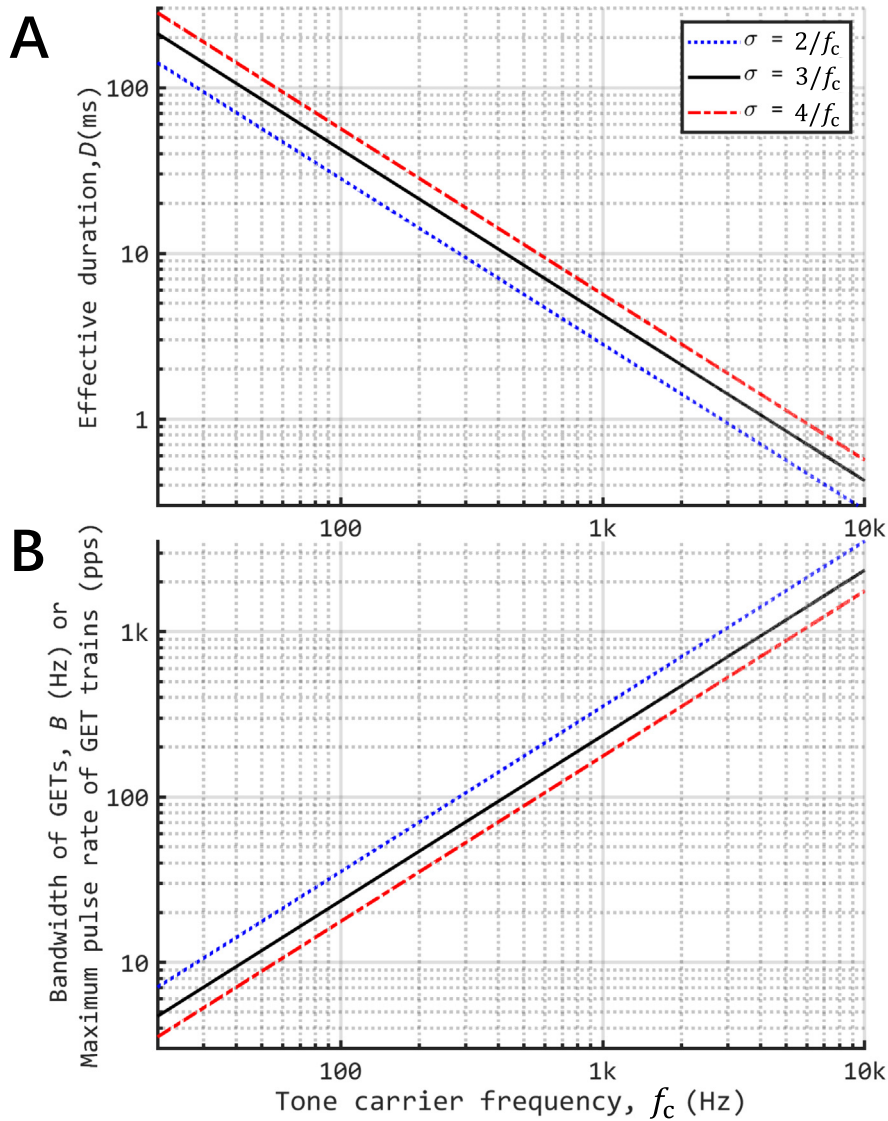 A
Effective duration,D(ms)
100
10
1
σ = 2/fc
σ = 3/fc
σ = 4/fc
100
1k
10k
B
Bandwidth of GETs, B (Hz) or
Maximum pulse rate of GET trains (pps)
1k
100
10
100
1k
10k
Tone carrier frequency, fc (Hz)